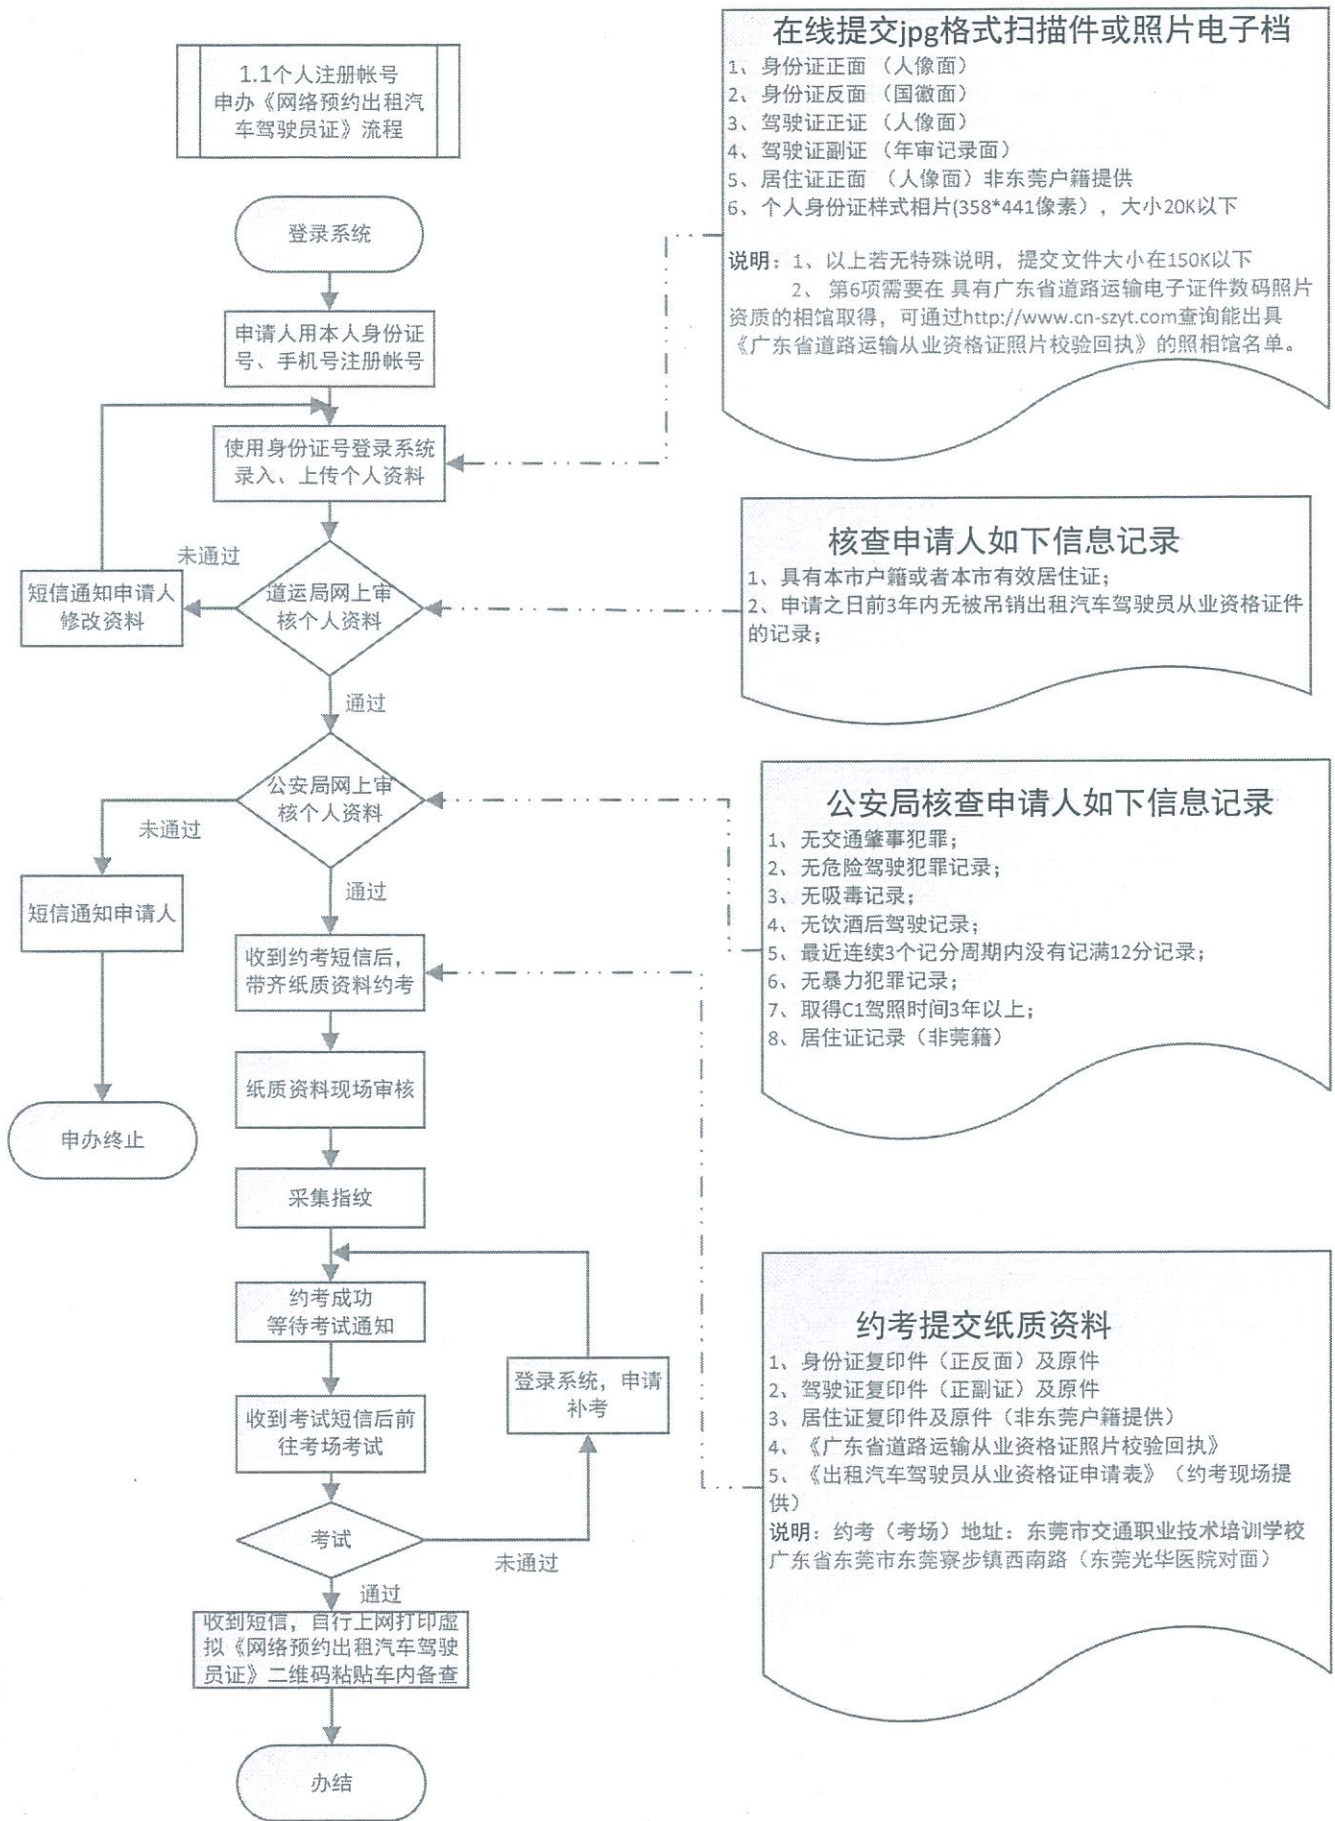 1.1个人注册帐号
申办《网络预约出租汽
车驾驶员证》流程
登录系统
申请人用本人身份证
号、手机号注册帐号
使用身份证号登录系统
录入、上传个人资料
未通过
短信通知申请人
修改资料
道运局网上审
核个人资料
通过
公安局网上审
核个人资料
未通过
短信通知申请人
申办终止
通过
收到约考短信后,
带齐纸质资料约考
纸质资料现场审核
采集指纹
约考成功
等待考试通知
收到考试短信后前
往考场考试
登录系统,申请
补考
考试
未通过
通过
收到短信,自行上网打印虚
拟《网络预约出租汽车驾驶
员证》二维码粘贴车内备查
办结
在线提交jpg格式扫描件或照片电子档
1、身份证正面 (人像面)
2、身份证反面 (国徽面)
3、驾驶证正证 (人像面)
4、驾驶证副证 (年审记录面)
5、居住证正面 (人像面)非东莞户籍提供
6、个人身份证样式相片(358*441像素),大小20K以下
说明:1、以上若无特殊说明,提交文件大小在150K以下
2、 第6项需要在 具有广东省道路运输电子证件数码照片
资质的相馆取得,可通过http://www.cn-szyt.com查询能出具
《广东省道路运输从业资格证照片校验回执》的照相馆名单。
核查申请人如下信息记录
1、具有本市户籍或者本市有效居住证;
2、申请之日前3年内无被吊销出租汽车驾驶员从业资格证件
的记录;
公安局核查申请人如下信息记录
1、无交通肇事犯罪;
2、无危险驾驶犯罪记录;
3、无吸毒记录;
4、无饮酒后驾驶记录;
5、最近连续3个记分周期内没有记满12分记录;
6、无暴力犯罪记录;
7、取得C1驾照时间3年以上;
8、居住证记录(非莞籍)
约考提交纸质资料
1、身份证复印件(正反面)及原件
2、驾驶证复印件(正副证)及原件
3、居住证复印件及原件(非东莞户籍提供)
4、《广东省道路运输从业资格证照片校验回执》
5、《出租汽车驾驶员从业资格证申请表》(约考现场提
供)
说明:约考(考场)地址:东莞市交通职业技术培训学校
广东省东莞市东莞寮步镇西南路(东莞光华医院对面)